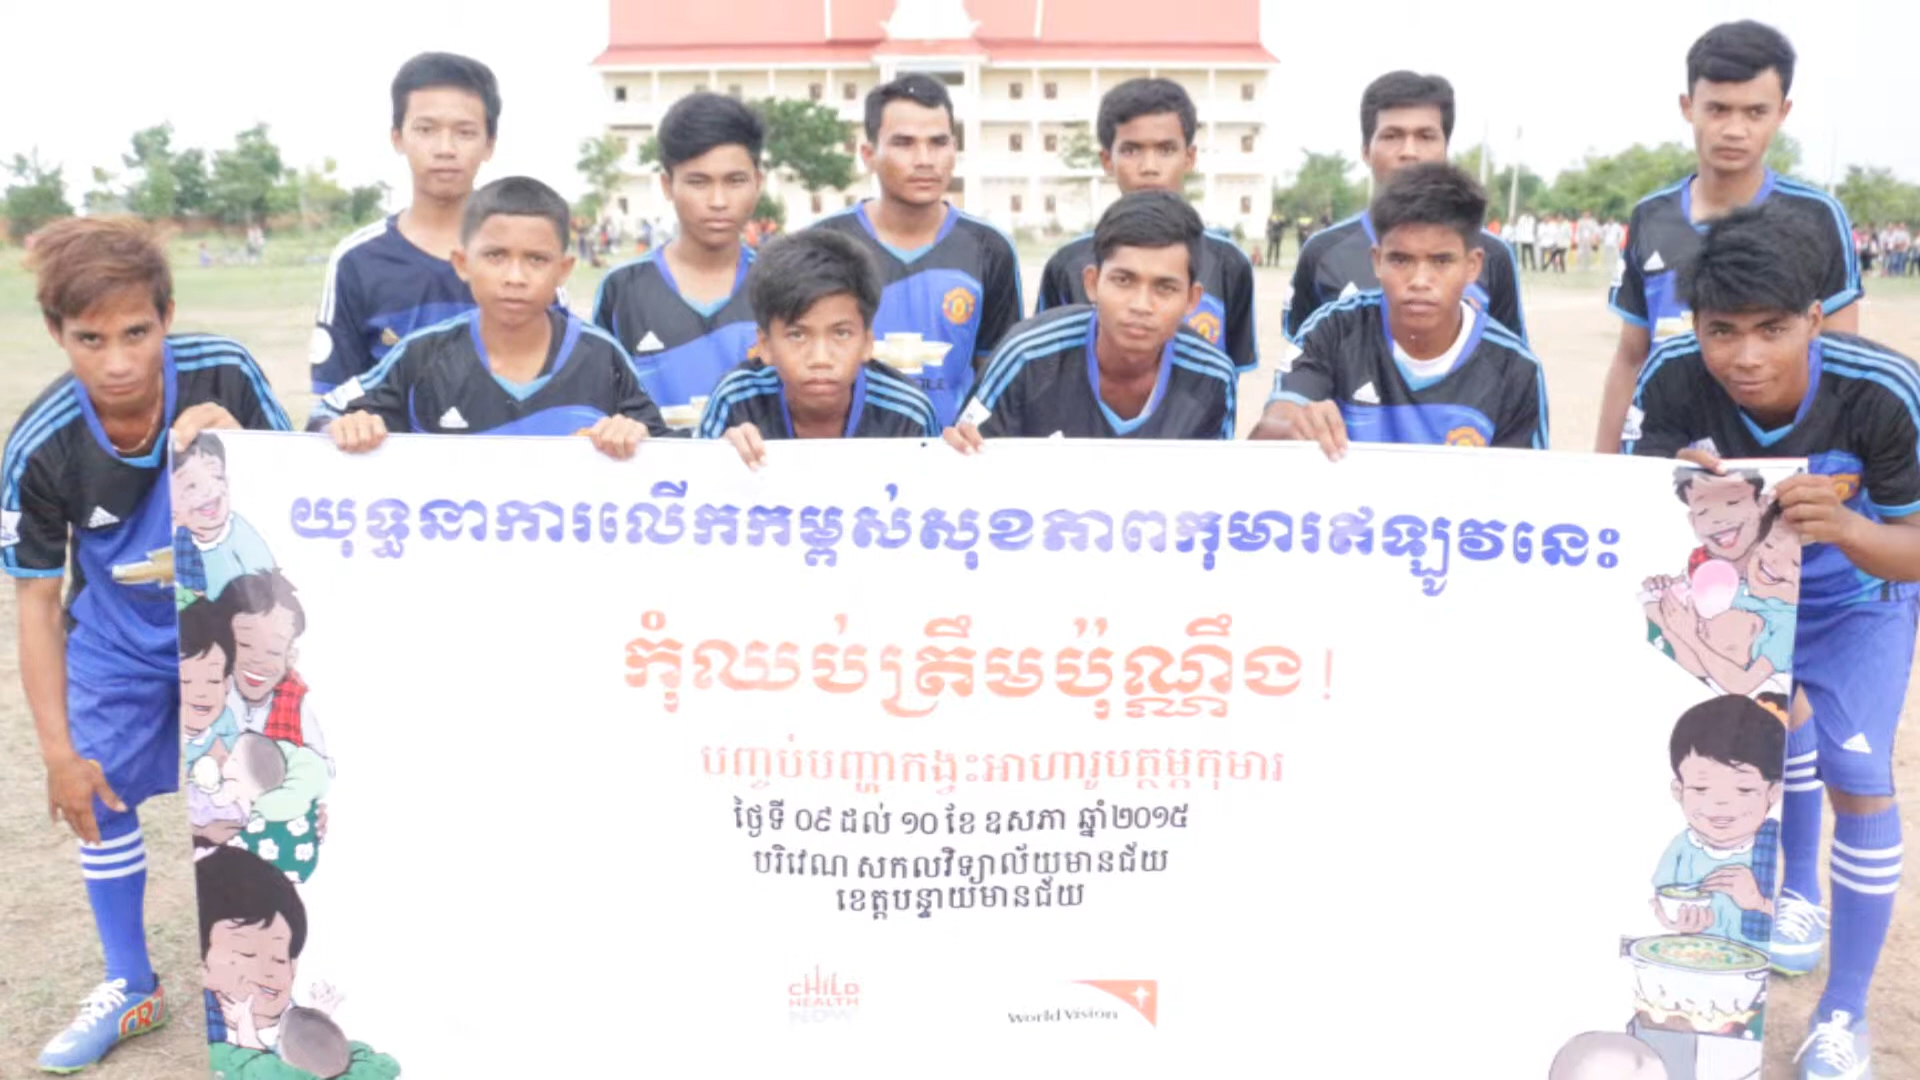 យុទ្ធនាការលើកកម្ពស់សុខភាពកុមារឥឡូវនេះ
កុំឈប់ត្រឹមប៉ុណ្ណឹង!
បញ្ចប់បញ្ហាកង្វះអាហារូបត្ថម្ភកុមារ
ថ្ងៃទី ០៩ ដល់ ១០ ខែ ឧសភា ឆ្នាំ២០១៥
បរិវេណ សកលវិទ្យាល័យមានជ័យ
ខេត្តបន្ទាយមានជ័យ
CHILD
HEALTH
NOW
World Vision